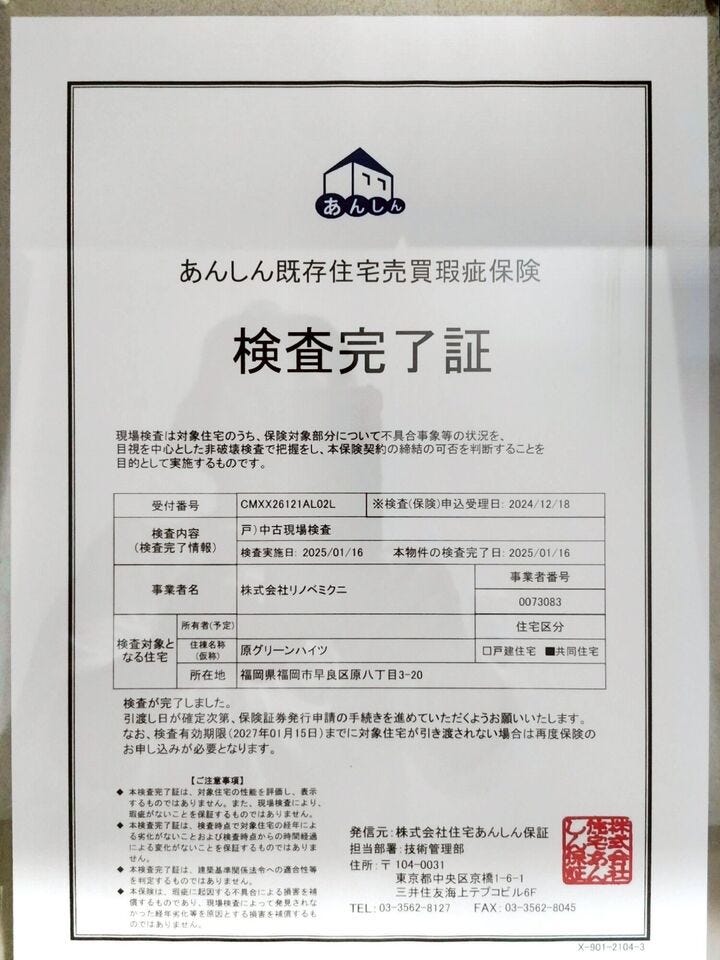 あんしん
あんしん既存住宅売買瑕疵保険
検査完了証
現場検査は対象住宅のうち、保険対象部分について不具合事象等の状況を、
目視を中心とした非破壊検査で把握をし、本保険契約の締結の可否を判断することを
目的として実施するものです。
受付番号 CMXX26121AL02L ※検査(保険)申込受理日: 2024/12/18
検査内容
(検査完了情報)
戸)中古現場検査
検査実施日: 2025/01/16 本物件の検査完了日: 2025/01/16
事業者名 株式会社リノベミクニ
事業者番号
0073083
検査対象と
なる住宅
所有者(予定)
住宅区分
住棟名称
(仮称)
原グリーンハイツ
□戸建住宅 ■共同住宅
所在地 福岡県福岡市早良区原八丁目3-20
検査が完了しました。
引渡し日が確定次第、保険証券発行申請の手続きを進めていただくようお願いいたします。
なお、検査有効期限(2027年01月15日)までに対象住宅が引き渡されない場合は再度保険の
お申し込みが必要となります。
【ご注意事項】
◆ 本検査完了証は、対象住宅の性能を評価し、表示
するものではありません。また、現場検査により、
瑕疵がないことを保証するものではありません。
◆ 本検査完了証は、検査時点で対象住宅の経年によ
る劣化がないことおよび検査時点からの時間経過
による変化がないことを保証するものではありませ
ん。
◆ 本検査完了証は、建築基準関係法令への適合性等
を判定するものではありません。
◆ 本保険は、瑕疵に起因する不具合による損害を補
償するものであり、現場検査によって発見されな
かった経年劣化等を原因とする損害を補償するも
のではありません。
発信元: 株式会社住宅あんしん保証
担当部署: 技術管理部
住所: 〒104-0031
東京都中央区京橋1-6-1
三井住友海上テプコビル6F
TEL: 03-3562-8127 FAX: 03-3562-8045
株式会社
住宅あん
しん保証
X-901-2104-3